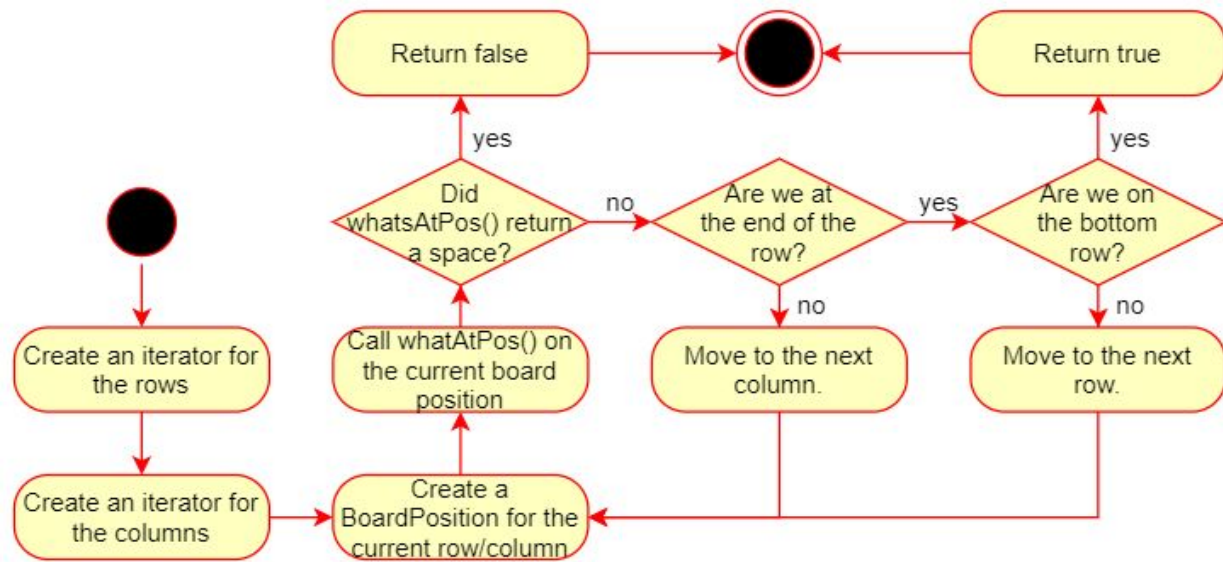 Return false
Return true
yes
yes
Did
whatsAtPos() return
a space?
no
Are we at
the end of the
row?
yes
Are we on
the bottom
row?
no
no
Create an iterator for
the rows
Call whatAtPos() on
the current board
position
Move to the next
column.
Move to the next
row.
Create an iterator for
the columns
Create a
BoardPosition for the
current row/column